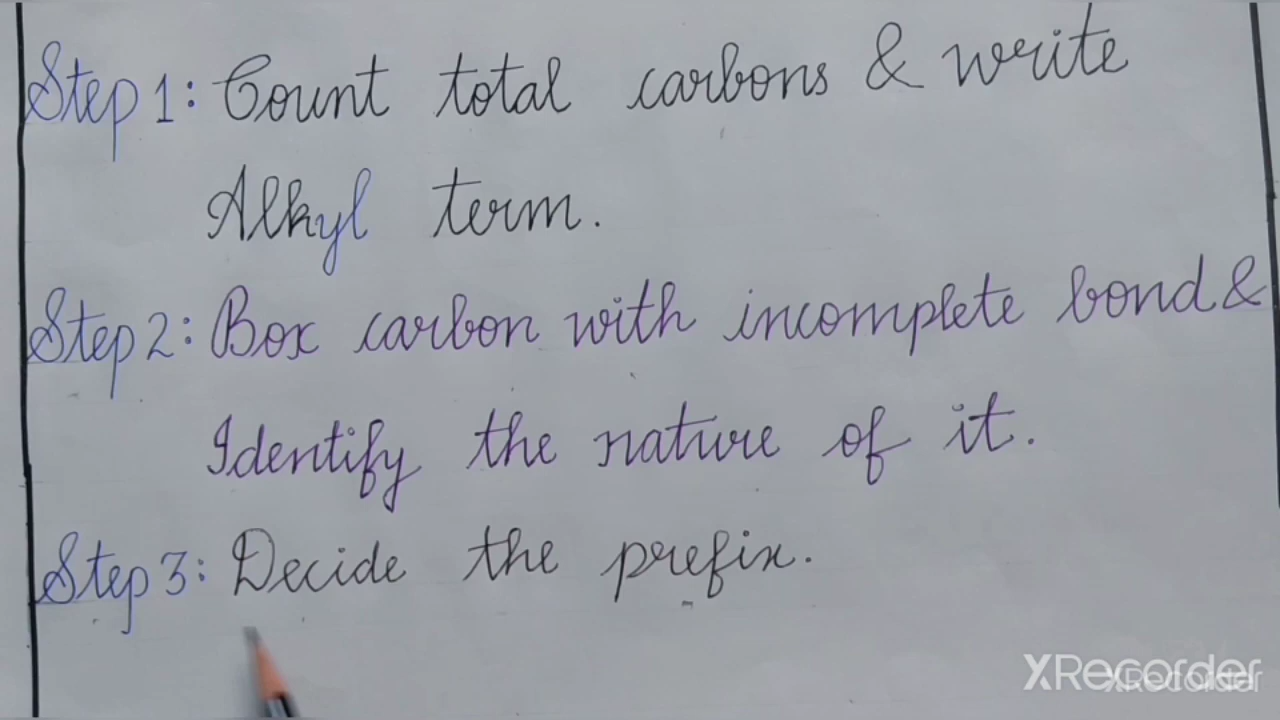 Step 1: Count total carbons & write
Alkyl term.
Step 2: Box carbon with incomplete bond &
Identify the nature of it.
Step 3: Decide the prefix.
XRecorder
XRecorder